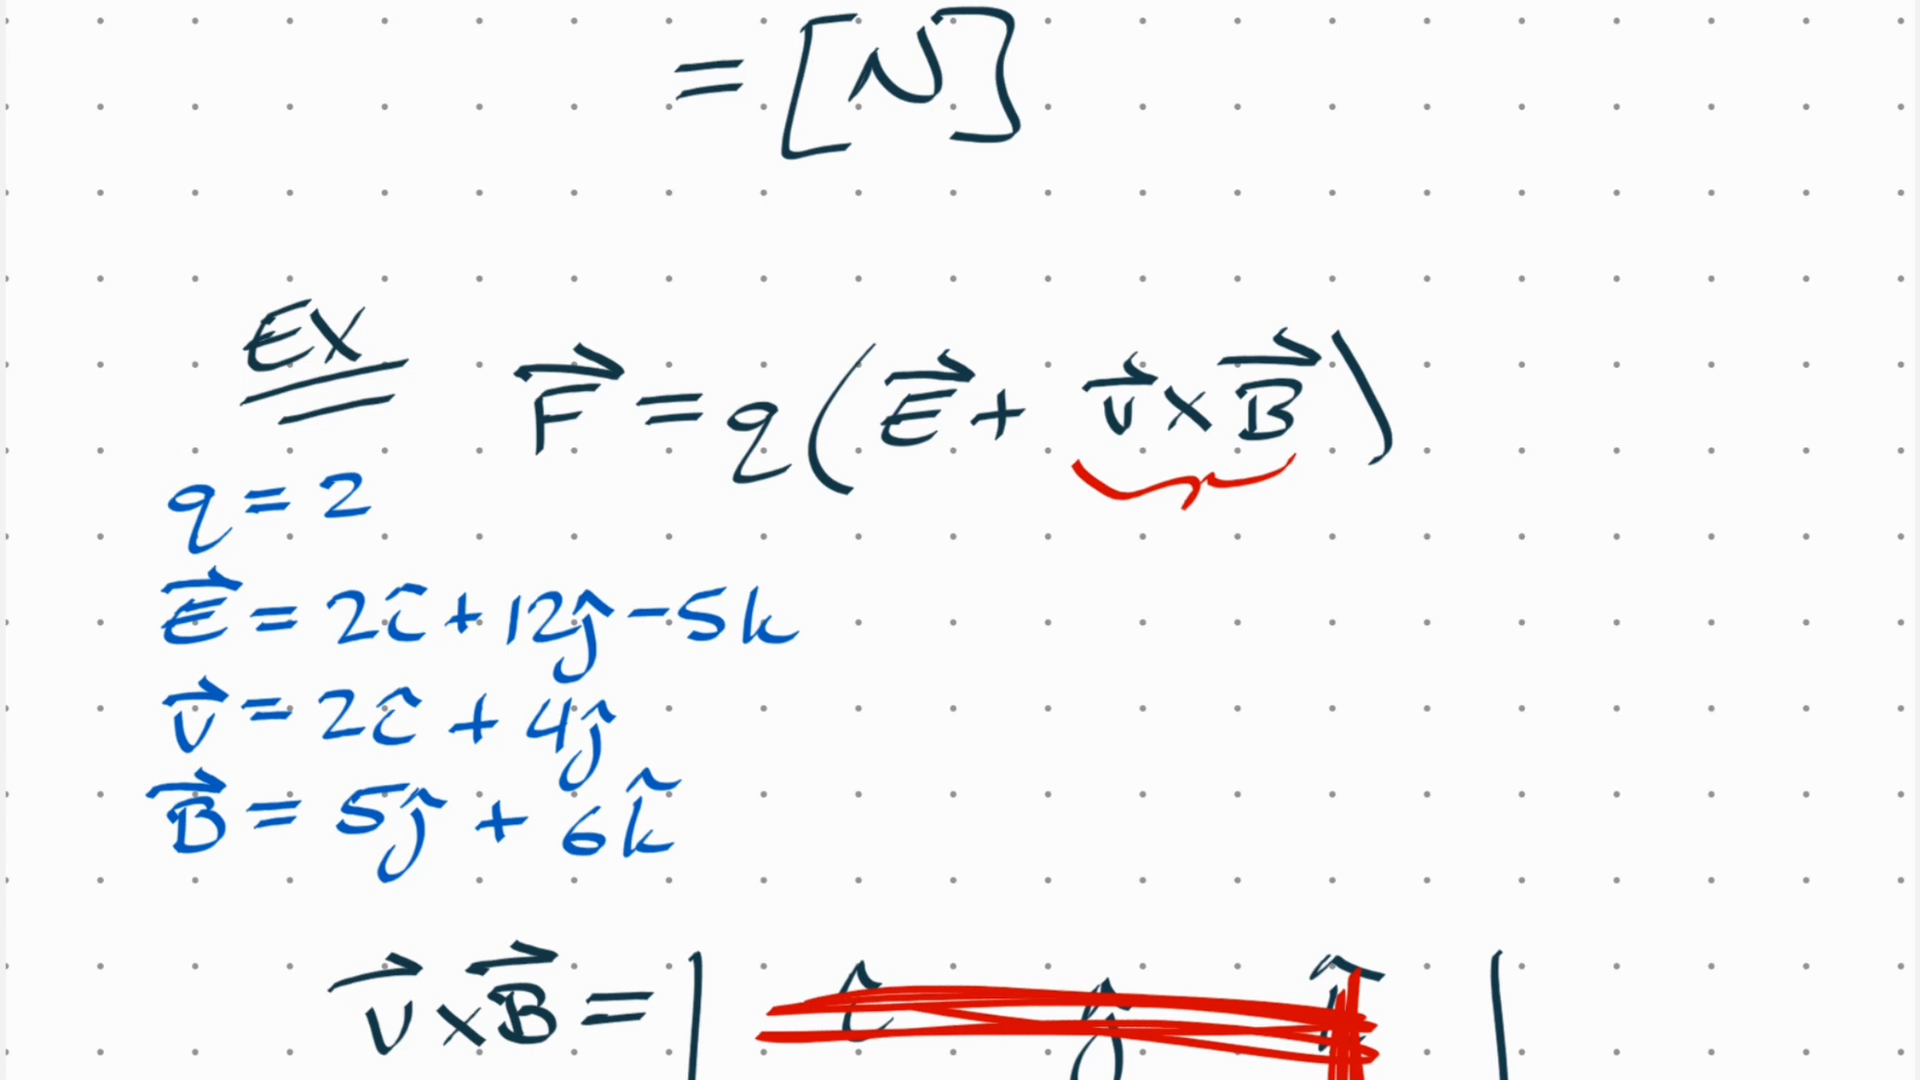 = [N]
EX
F⃗ = q(E⃗ + v⃗ x B⃗)
q = 2
E⃗ = 2î + 12ĵ - 5k
v⃗ = 2î + 4ĵ
B⃗ = 5ĵ + 6k̂
v⃗ x B⃗ = | î ĵ |